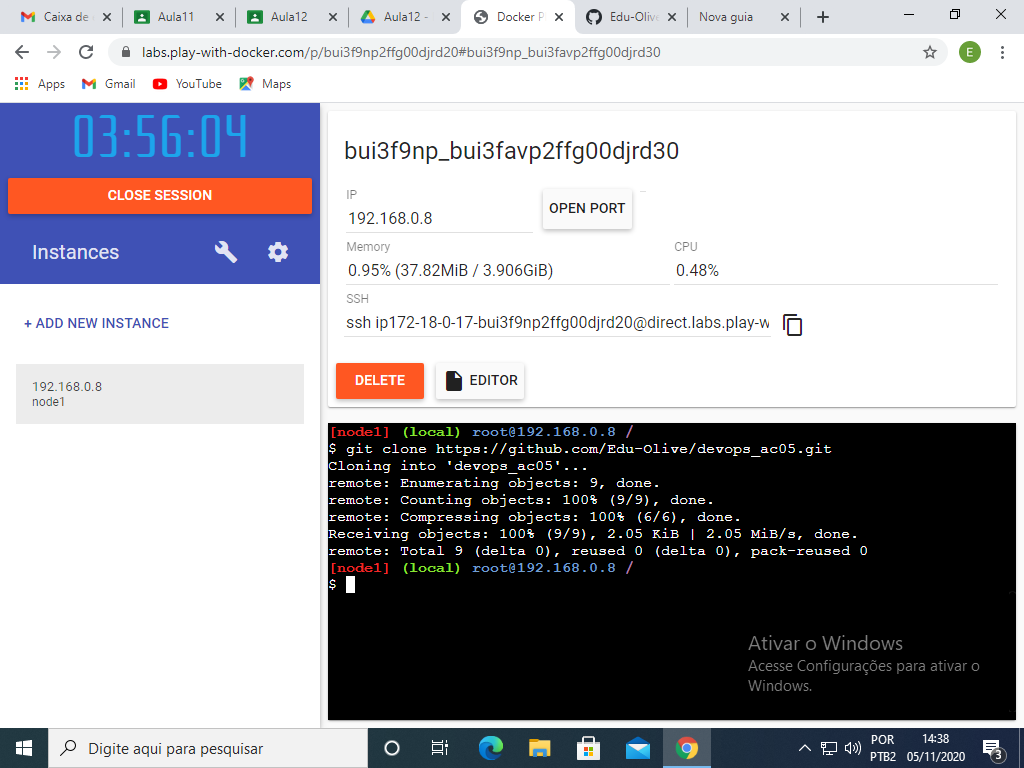 Caixa de
Aula11
Aula12
Aula12 -
Docker P
Edu-Olive
Nova guia
labs.play-with-docker.com/p/bui3f9np2ffg00djrd20#bui3f9np_bui3favp2ffg00djrd30
E
Apps
Gmail
YouTube
Maps
03:56:04
CLOSE SESSION
Instances
+ ADD NEW INSTANCE
192.168.0.8
node1
bui3f9np_bui3favp2ffg00djrd30
IP
192.168.0.8
OPEN PORT
Memory
0.95% (37.82MiB / 3.906GiB)
CPU
0.48%
SSH
ssh ip172-18-0-17-bui3f9np2ffg00djrd20@direct.labs.play-w
DELETE
EDITOR
[node1] (local) root@192.168.0.8 /
$ git clone https://github.com/Edu-Olive/devops_ac05.git
Cloning into 'devops_ac05'...
remote: Enumerating objects: 9, done.
remote: Counting objects: 100% (9/9), done.
remote: Compressing objects: 100% (6/6), done.
Receiving objects: 100% (9/9), 2.05 KiB | 2.05 MiB/s, done.
remote: Total 9 (delta 0), reused 0 (delta 0), pack-reused 0
[node1] (local) root@192.168.0.8 /
$
Ativar o Windows
Acesse Configurações para ativar o
Windows.
Digite aqui para pesquisar
POR
PTB2
14:38
05/11/2020
3